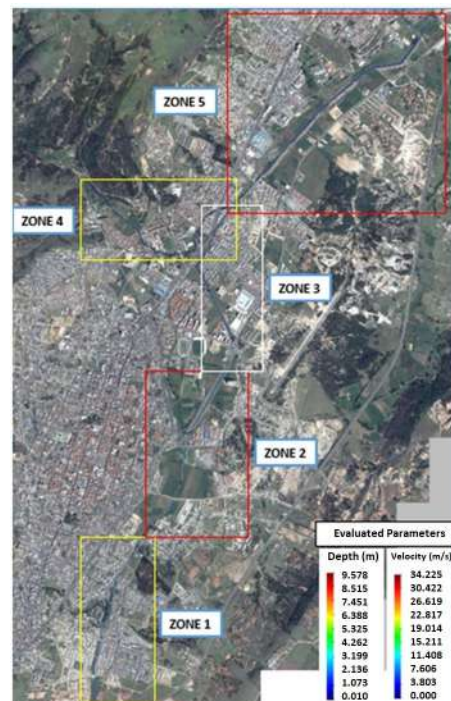 ZONE 5
ZONE 4
ZONE 3
ZONE 2
ZONE 1
Evaluated Parameters
Depth (m) Velocity (m/s)
9.578 34.225
8.515 30.422
7.451 26.619
6.388 22.817
5.325 19.014
4.262 15.211
3.199 11.408
2.136 7.606
1.073 3.803
0.010 0.000